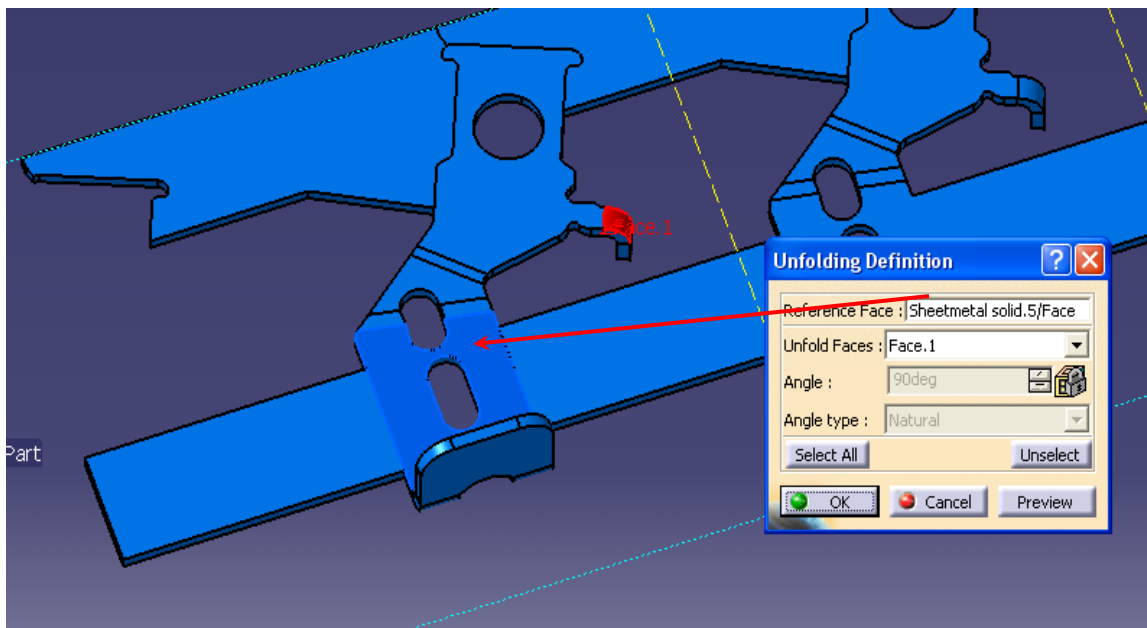 Face.1
Unfolding Definition
Reference Face : Sheetmetal solid.5/Face
Unfold Faces : Face.1
Angle : 90deg
Angle type : Natural
Select All Unselect
OK Cancel Preview
Part